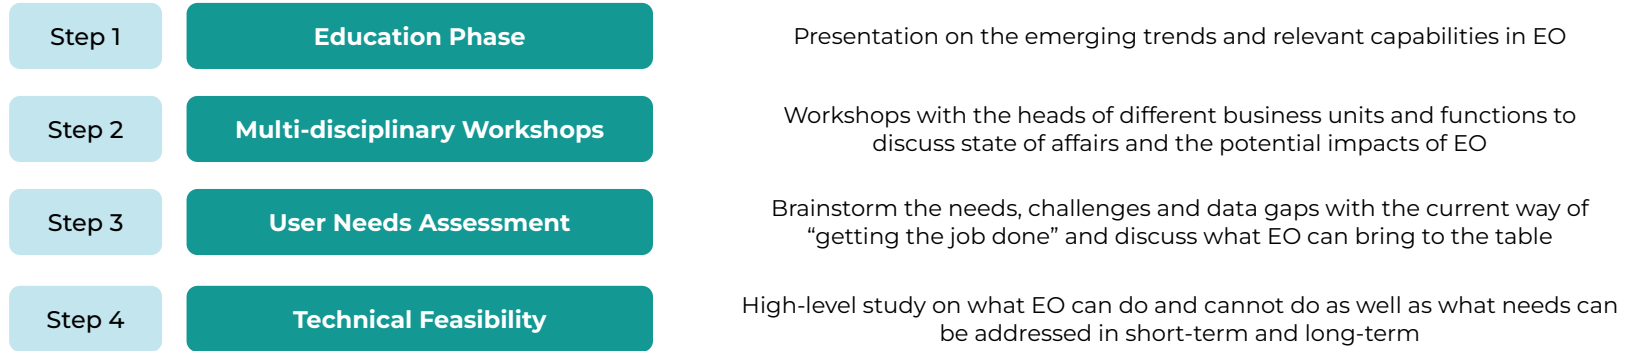 Step 1
Education Phase
Presentation on the emerging trends and relevant capabilities in EO
Step 2
Multi-disciplinary Workshops
Workshops with the heads of different business units and functions to
discuss state of affairs and the potential impacts of EO
Step 3
User Needs Assessment
Brainstorm the needs, challenges and data gaps with the current way of
“getting the job done” and discuss what EO can bring to the table
Step 4
Technical Feasibility
High-level study on what EO can do and cannot do as well as what needs can
be addressed in short-term and long-term